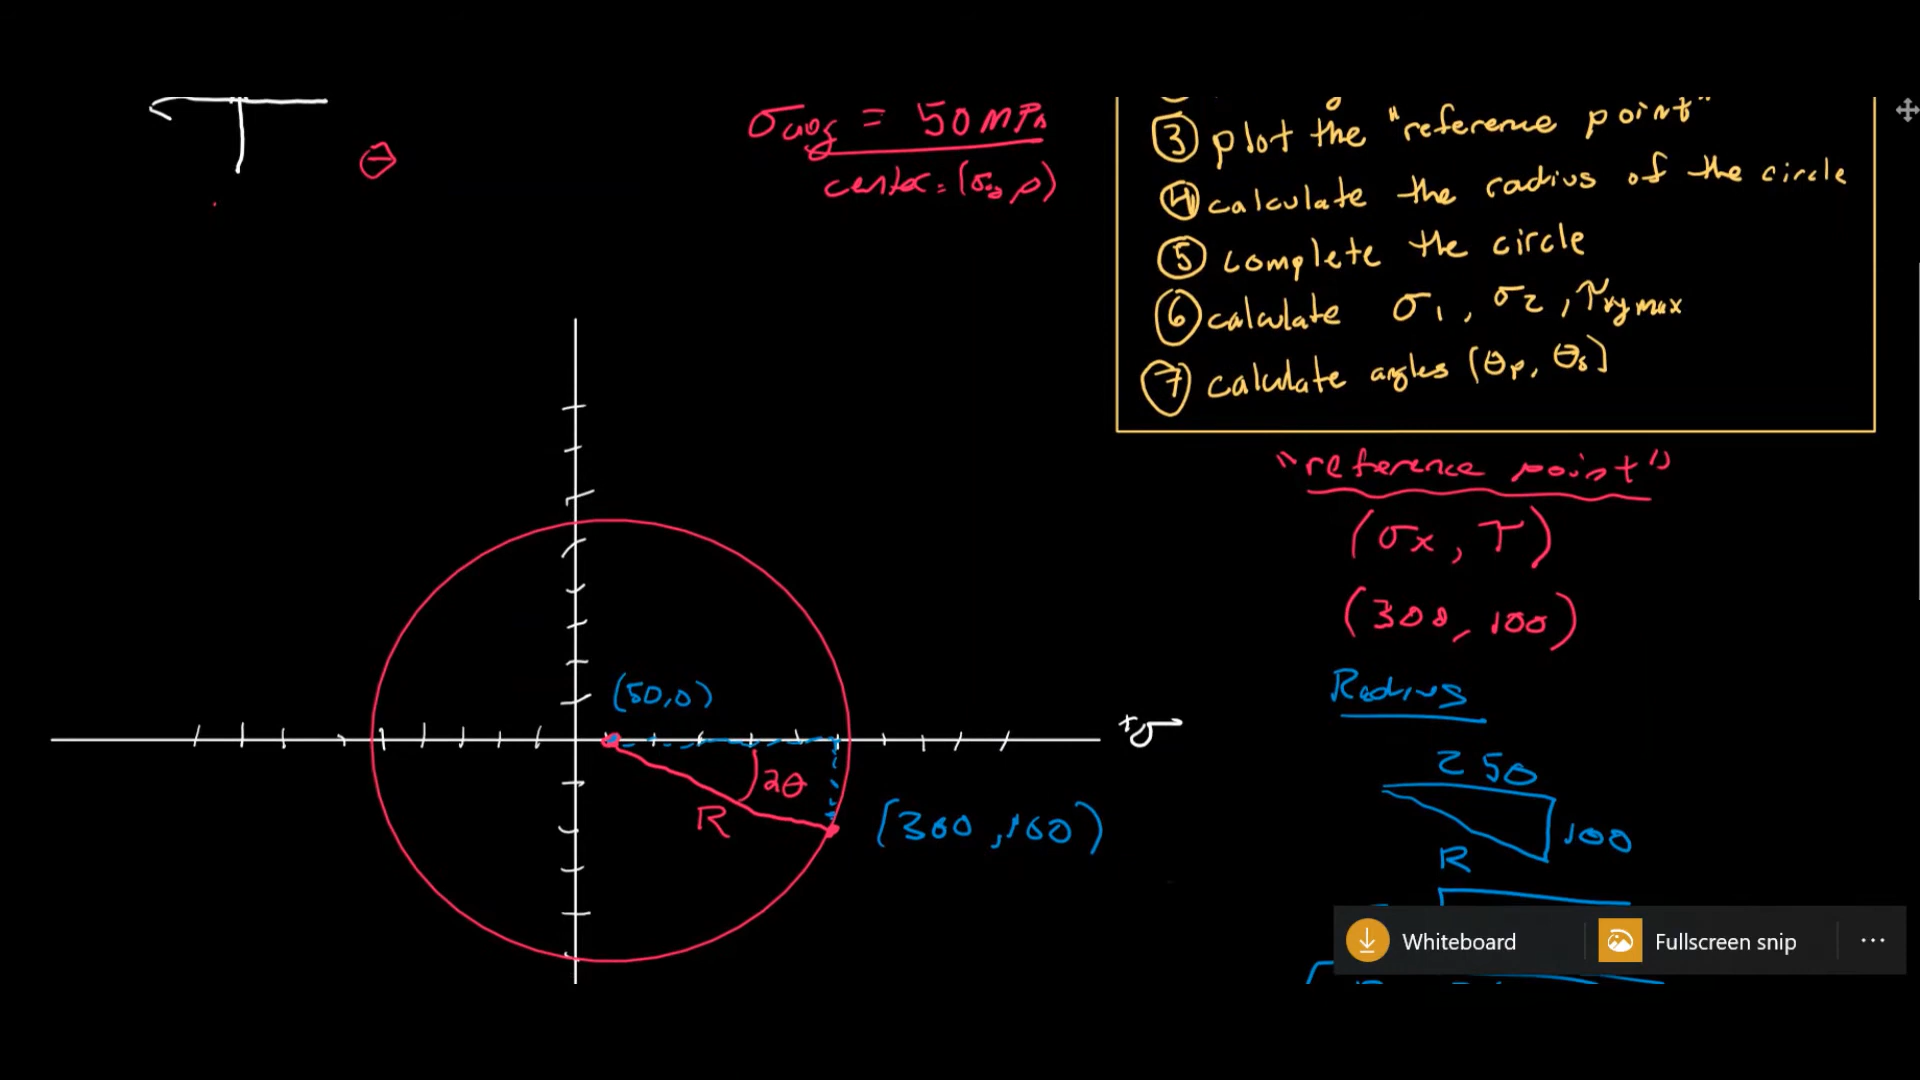 σavg = 50 MPa
center = (σavg, 0)
③ plot the "reference point"
④ calculate the radius of the circle
⑤ complete the circle
⑥ calculate σ1, σ2, τxy max
⑦ calculate angles (θp, θs)
"reference point"
(σx, τ)
(300, 100)
Radius
250
100
R
(50,0)
+σ
2θ
R
(300, 100)
θ
Whiteboard
Fullscreen snip